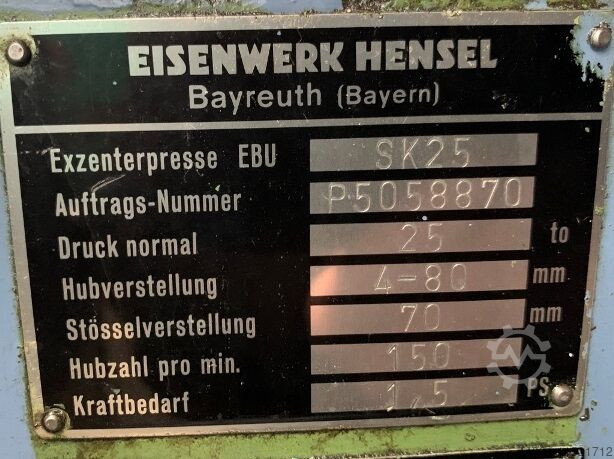 EISENWERK HENSEL
Bayreuth (Bayern)
Exzenterpresse EBU SK25
Auftrags-Nummer P5058870
Druck normal 25 to
Hubverstellung 4-80 mm
Stösselverstellung 70 mm
Hubzahl pro min. 150
Kraftbedarf 1,5 PS